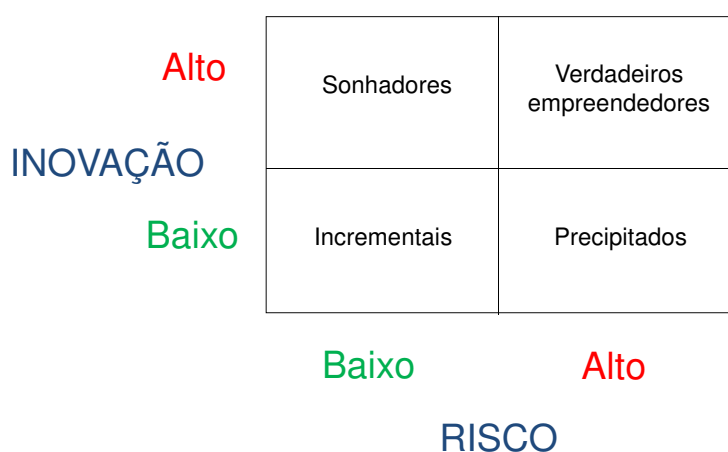 Alto
Sonhadores
Verdadeiros
empreendedores
INOVAÇÃO
Baixo
Incrementais
Precipitados
Baixo
Alto
RISCO